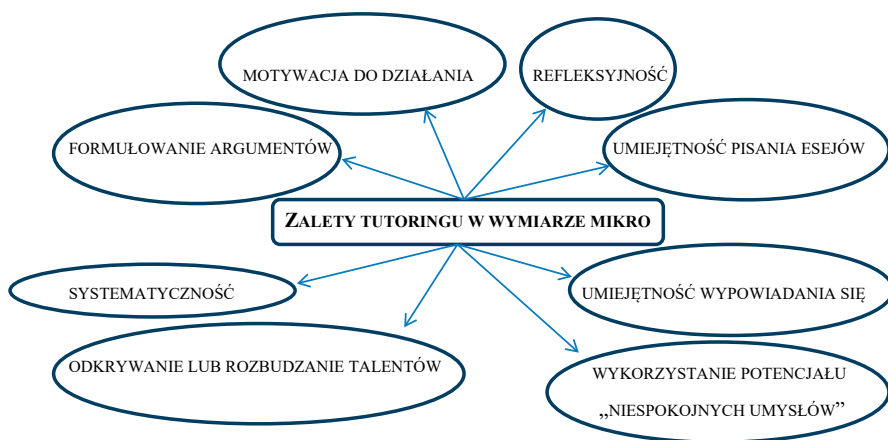 MOTYWACJA DO DZIAŁANIA
REFLEKSYJNOŚĆ
FORMUŁOWANIE ARGUMENTÓW
UMIEJĘTNOŚĆ PISANIA ESEJÓW
ZALETY TUTORINGU W WYMIARZE MIKRO
SYSTEMATYCZNOŚĆ
UMIEJĘTNOŚĆ WYPOWIADANIA SIĘ
ODKRYWANIE LUB ROZBUDZANIE TALENTÓW
WYKORZYSTANIE POTENCJAŁU
„NIESPOKOJNYCH UMYSŁÓW”